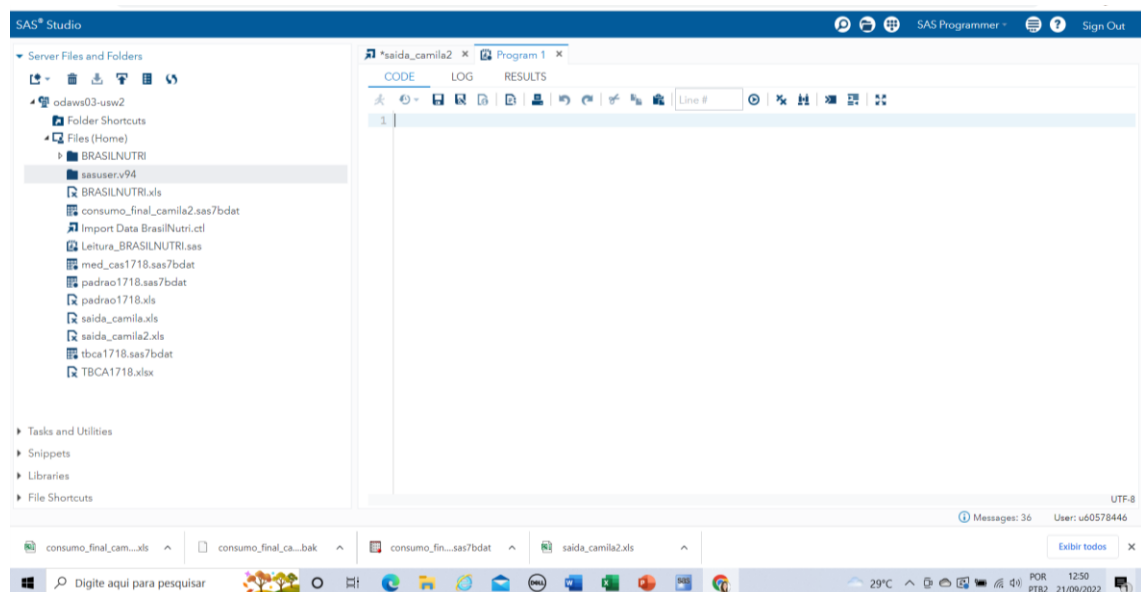 SAS® Studio
SAS Programmer
Sign Out
Server Files and Folders
odaws03-usw2
Folder Shortcuts
Files (Home)
BRASILNUTRI
sasuser.v94
BRASILNUTRI.xls
consumo_final_camila2.sas7bdat
Import Data BrasilNutri.ctl
Leitura_BRASILNUTRI.sas
med_cas1718.sas7bdat
padrao1718.sas7bdat
padrao1718.xls
saida_camila.xls
saida_camila2.xls
tbca1718.sas7bdat
TBCA1718.xlsx
Tasks and Utilities
Snippets
Libraries
File Shortcuts
*saida_camila2 × Program 1 ×
CODE LOG RESULTS
Line #
1
UTF-8
Messages: 36 User: u60578446
consumo_final_cam....xls consumo_final_ca....bak consumo_fin....sas7bdat saida_camila2.xls Exibir todos
Digite aqui para pesquisar 29°C POR 12:50
PTB2 21/09/2022